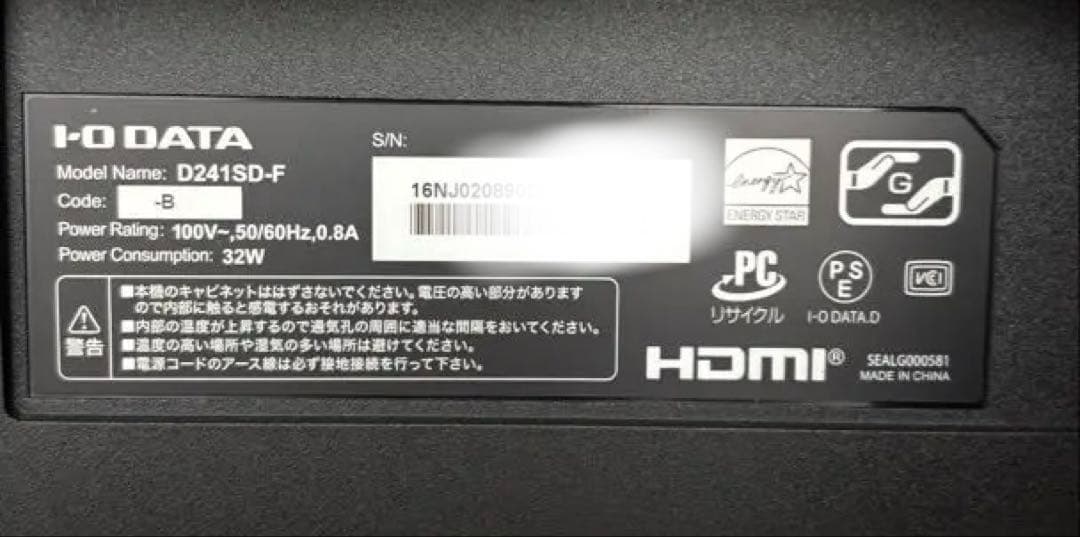 I-O DATA
Model Name: D241SD-F
Code: -B
Power Rating: 100V~,50/60Hz,0.8A
Power Consumption: 32W
S/N:
energy
ENERGY STAR
G
PC
リサイクル
PSE
I-O DATA.D
VCI
警告
■本機のキャビネットははずさないでください。電圧の高い部分があります
ので内部に触ると感電するおそれがあります。
■内部の温度が上昇するので通気孔の周囲に適当な間隔をおいてください。
■温度の高い場所や湿気の多い場所は避けてください。
■電源コードのアース線は必ず接地接続を行って下さい。
HDMI®
SEALG000581
MADE IN CHINA